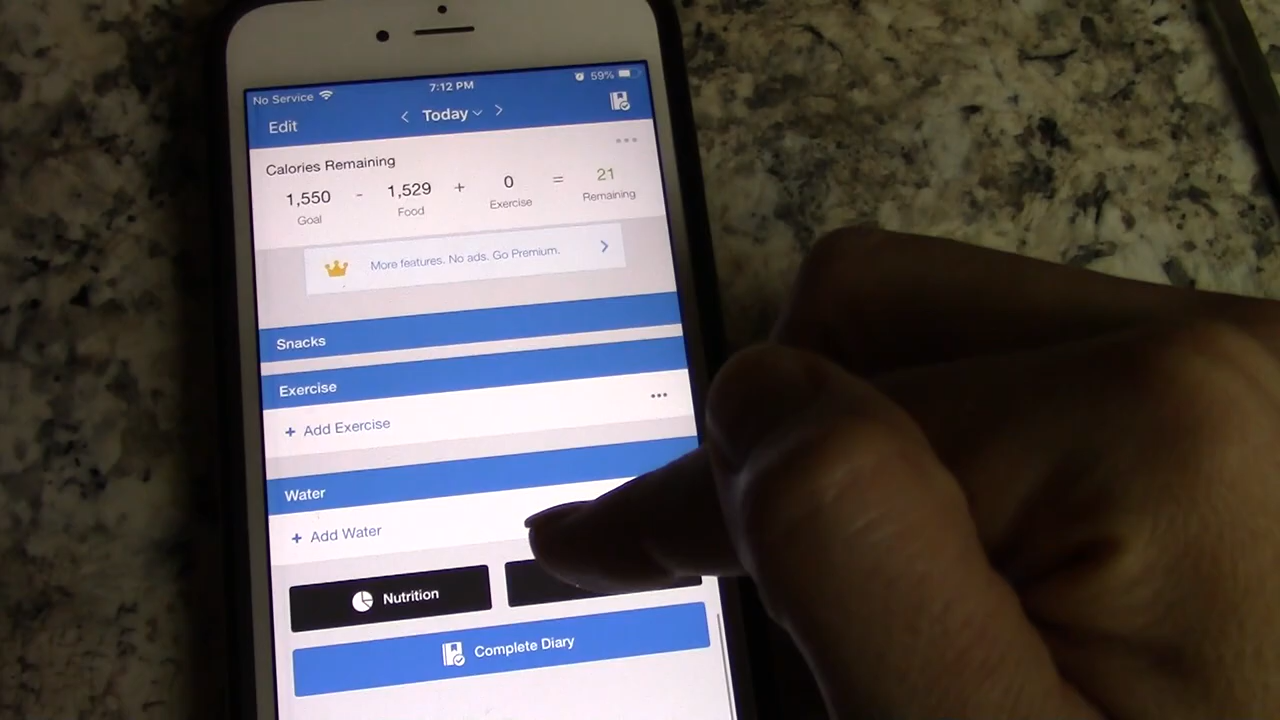 No Service 7:12 PM 59%
Edit < Today >
Calories Remaining
1,550 - 1,529 + 0 = 21
Goal Food Exercise Remaining
More features. No ads. Go Premium. >
Snacks
Exercise
+ Add Exercise
Water
+ Add Water
Nutrition
Complete Diary